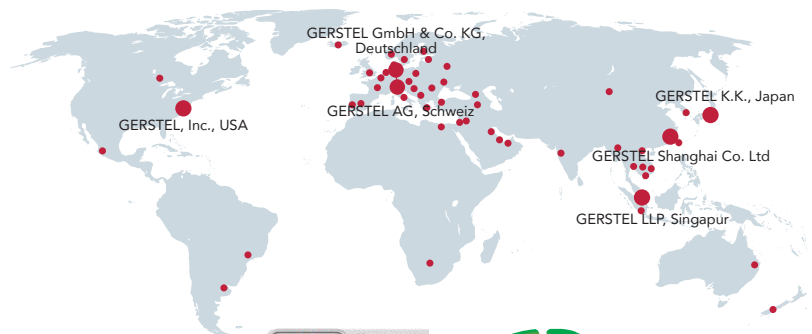 GERSTEL GmbH & Co. KG,
Deutschland
GERSTEL K.K., Japan
GERSTEL AG, Schweiz
GERSTEL, Inc., USA
GERSTEL Shanghai Co. Ltd
GERSTEL LLP, Singapur